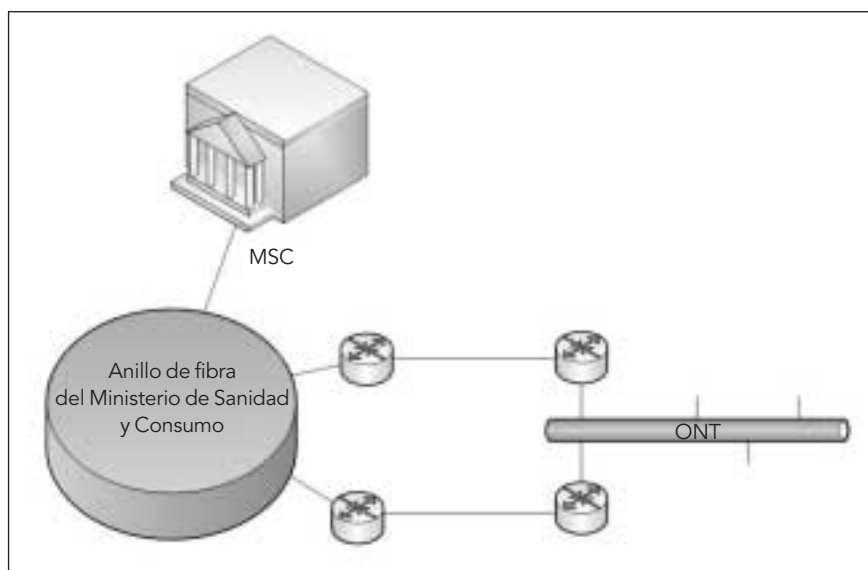 MSC
Anillo de fibra
del Ministerio de Sanidad
y Consumo
ONT